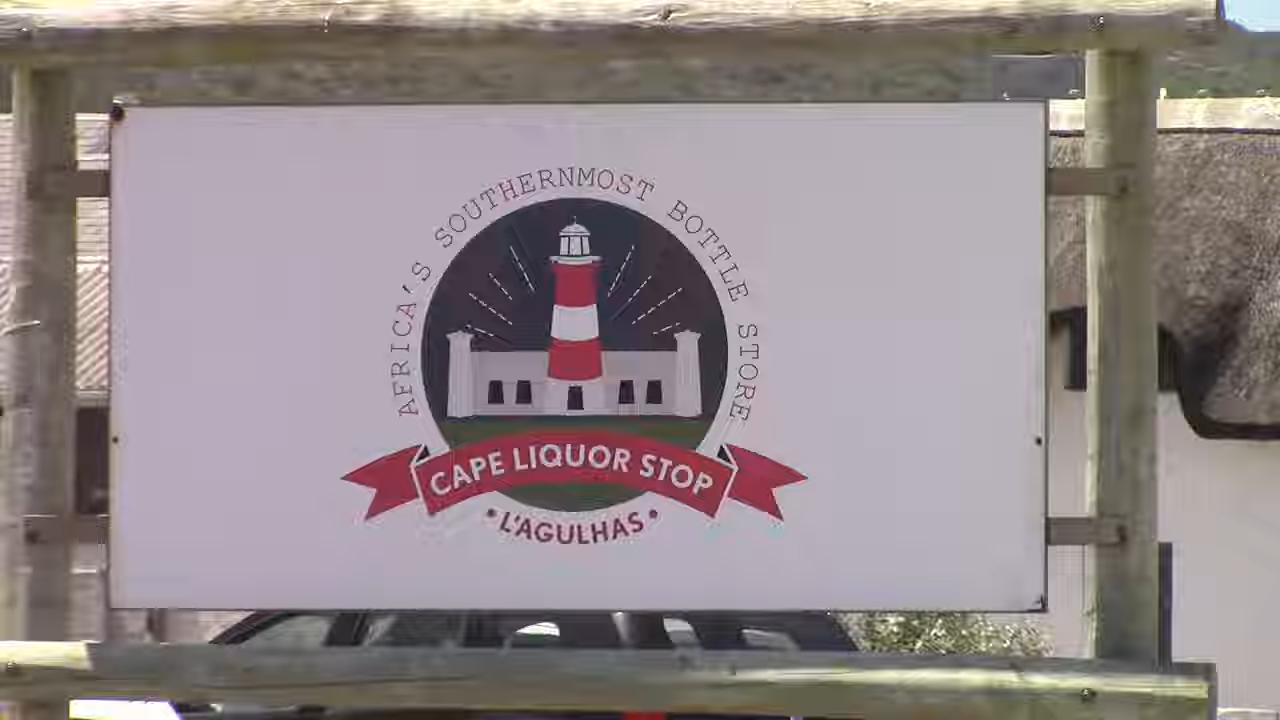 AFRICA'S SOUTHERNMOST BOTTLE STORE
CAPE LIQUOR STOP
• L'AGULHAS •